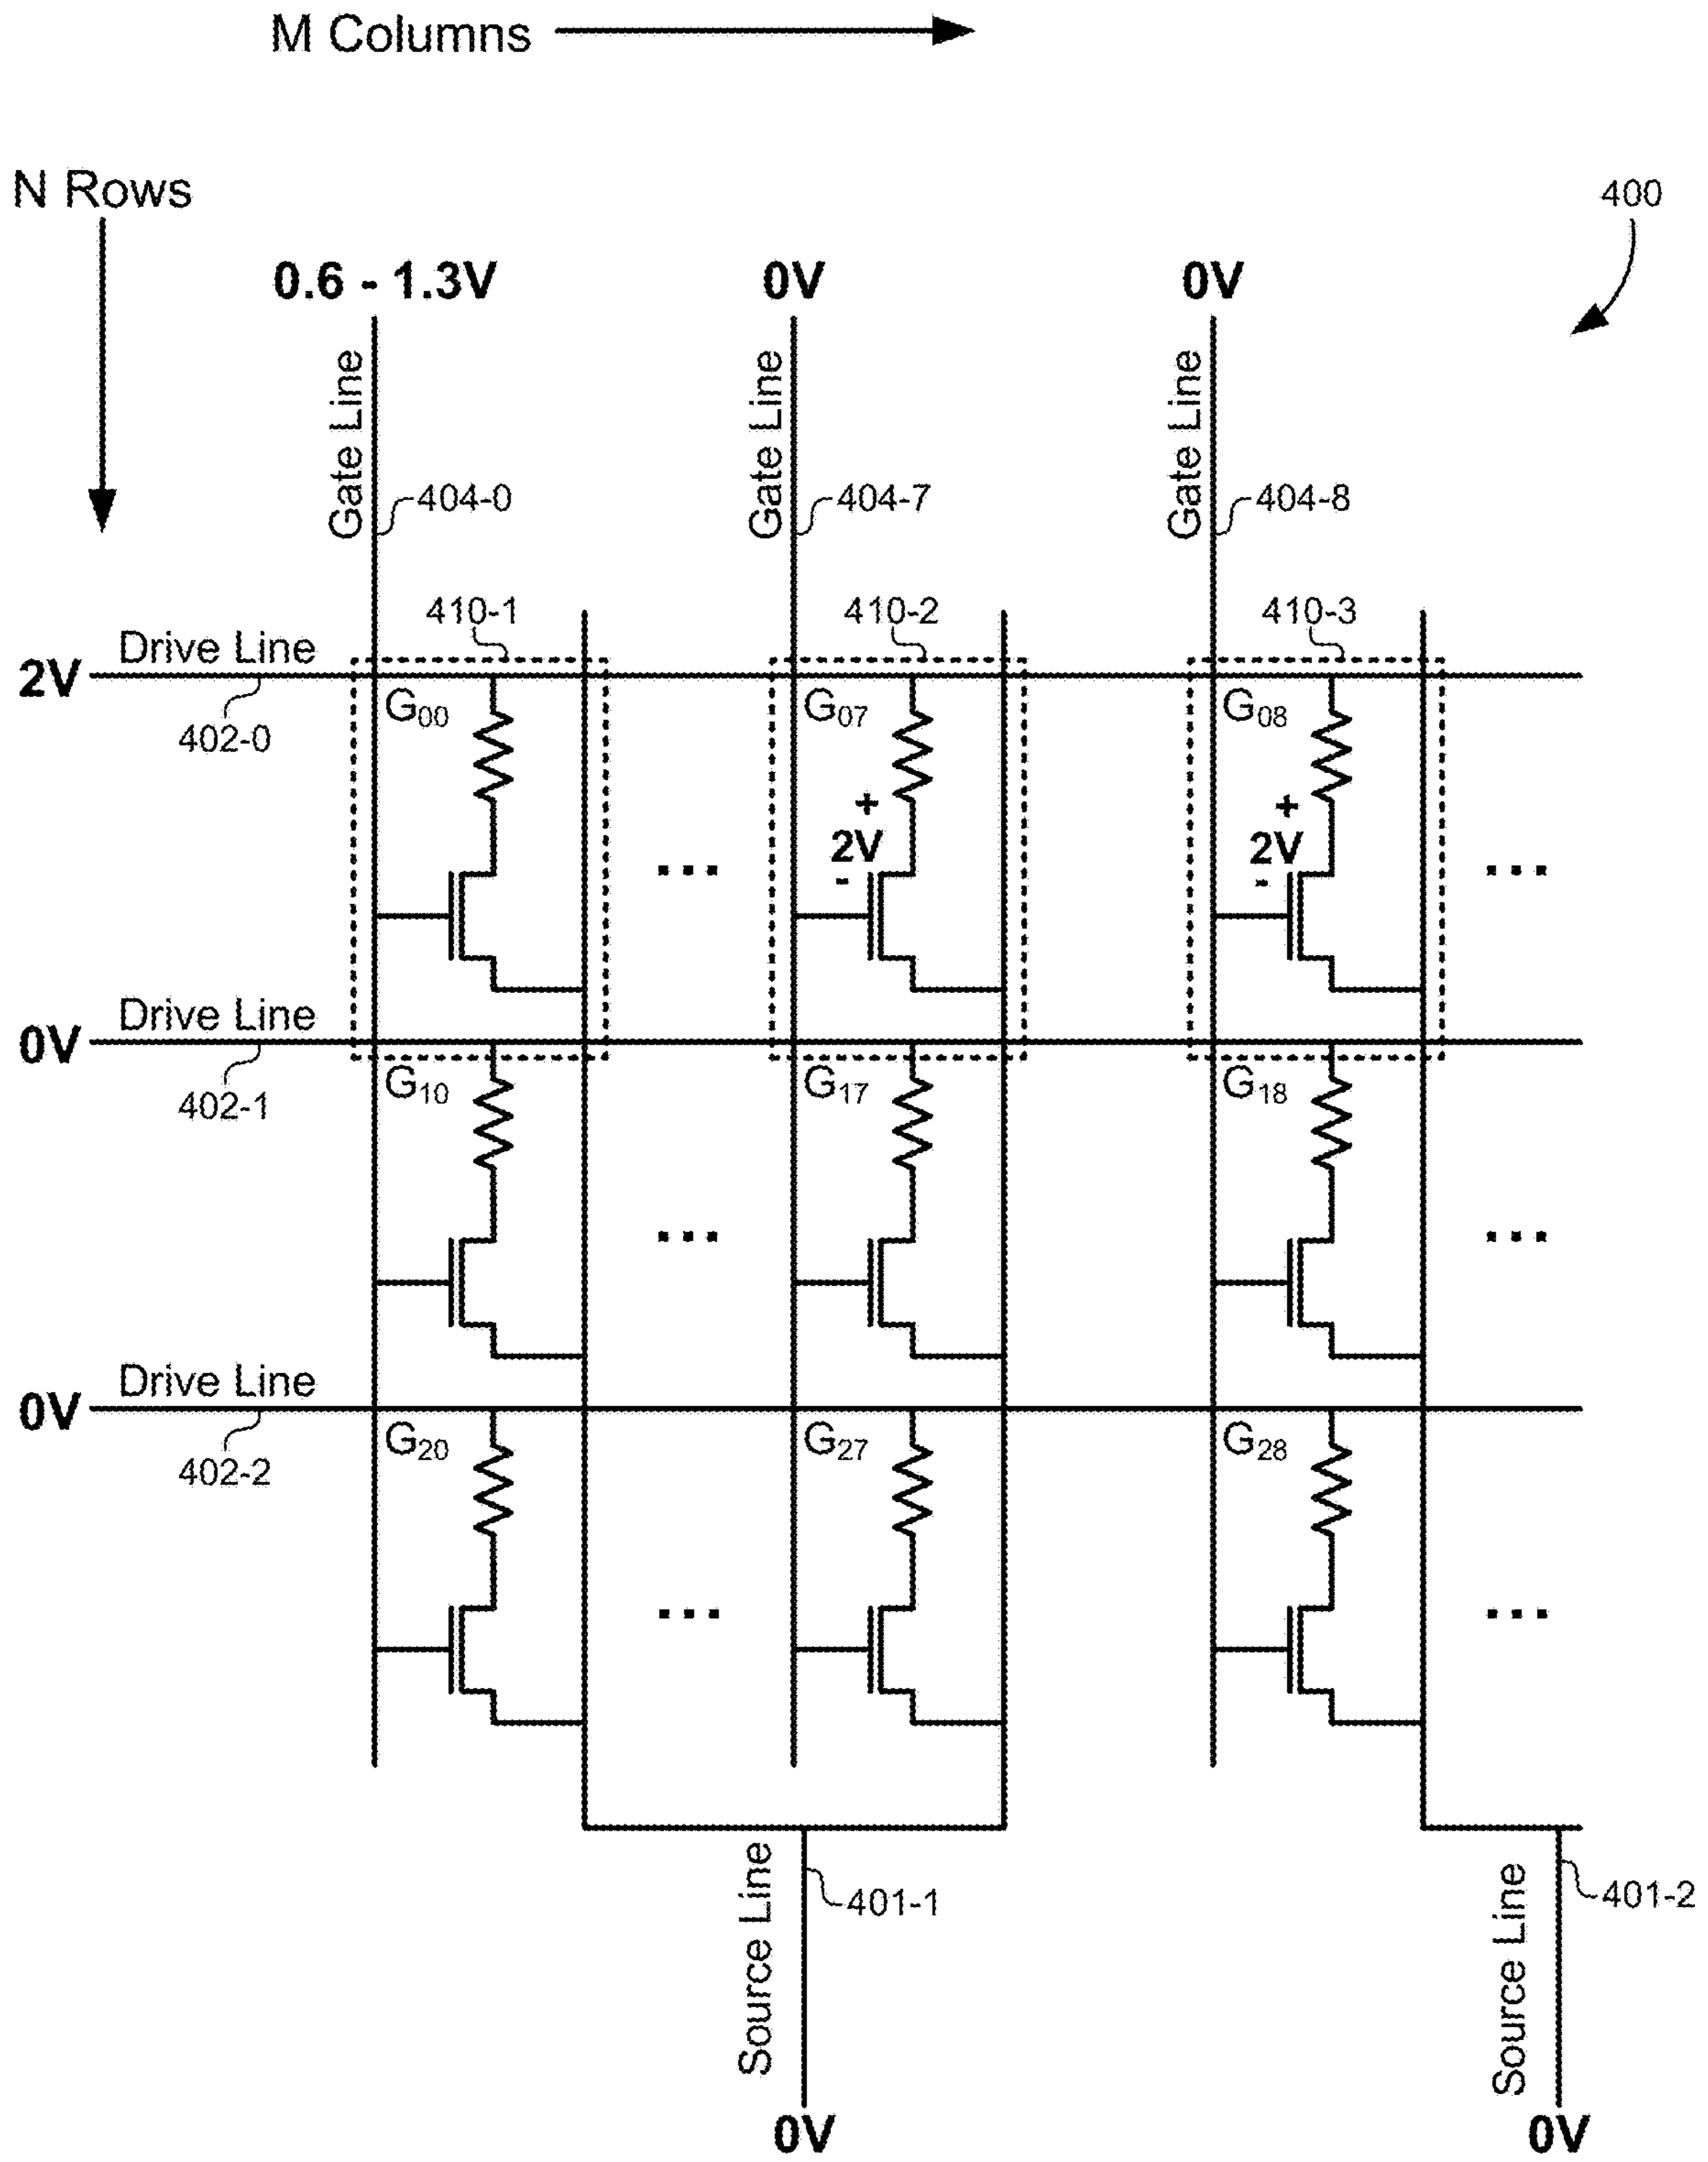 M Columns
N Rows
400
0.6 - 1.3V 0V 0V
Gate Line Gate Line Gate Line
404-0 404-7 404-8
410-1 410-2 410-3
Drive Line
2V
402-0
G00 G07 G08
+ +
2V 2V
- -
Drive Line
0V
402-1
G10 G17 G18
Drive Line
0V
402-2
G20 G27 G28
... ...
... ...
... ...
Source Line Source Line
401-1 401-2
0V 0V